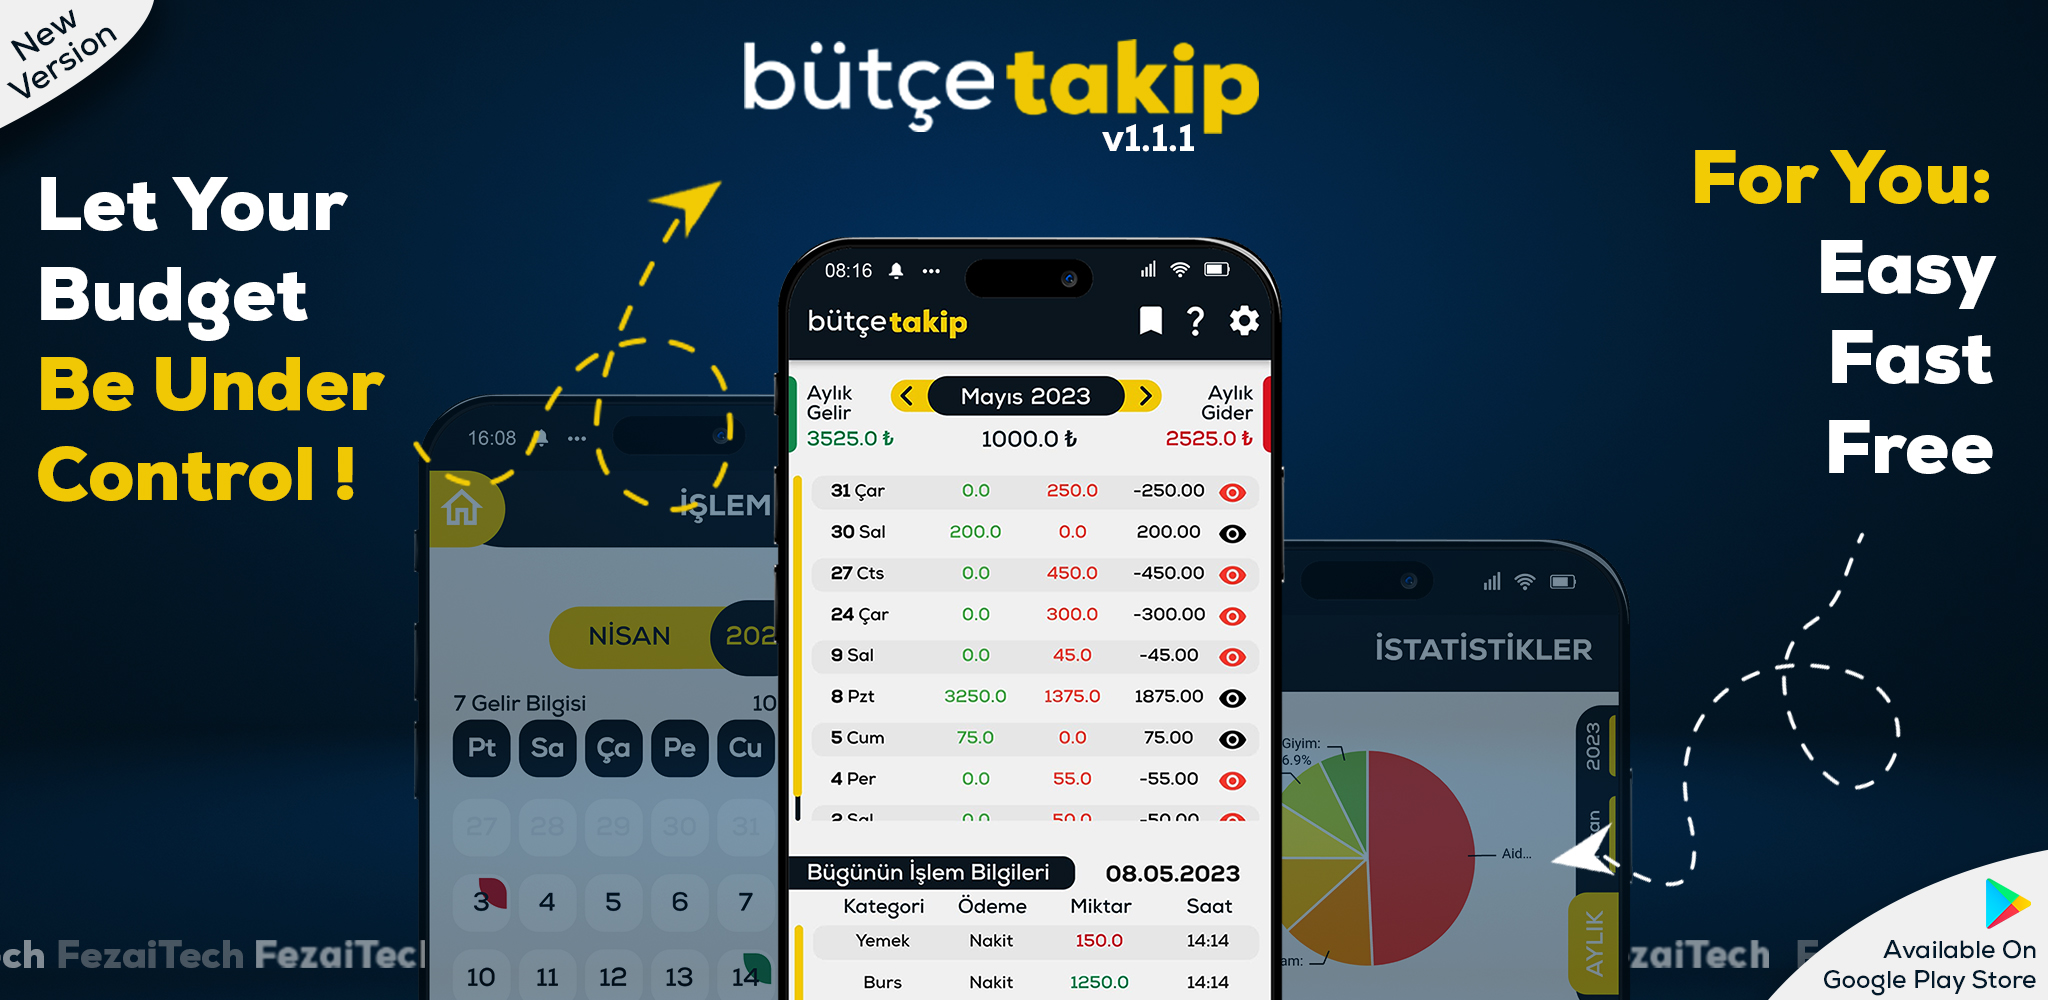 New
Version
bütçetakip
v1.1.1
Let Your
Budget
Be Under
Control !
For You:
Easy
Fast
Free
08:16
bütçetakip
Aylık
Gelir
3525.0 ₺
Mayıs 2023
1000.0 ₺
Aylık
Gider
2525.0 ₺
31 Çar 0.0 250.0 -250.00
30 Sal 200.0 0.0 200.00
27 Cts 0.0 450.0 -450.00
24 Çar 0.0 300.0 -300.00
9 Sal 0.0 45.0 -45.00
8 Pzt 3250.0 1375.0 1875.00
5 Cum 75.0 0.0 75.00
4 Per 0.0 55.0 -55.00
2 Sal 0.0 50.0 -50.00
Bügünün İşlem Bilgileri 08.05.2023
Kategori Ödeme Miktar Saat
Yemek Nakit 150.0 14:14
Burs Nakit 1250.0 14:14
16:08
İŞLEM
NİSAN 202
7 Gelir Bilgisi 10
Pt Sa Ça Pe Cu
27 28 29 30 31
3 4 5 6 7
10 11 12 13 14
İSTATİSTİKLER
Giyim:
6.9%
Aid...
am:
2023
an
AYLIK
ch FezaiTech FezaiTecl
zaiTech F
Available On
Google Play Store